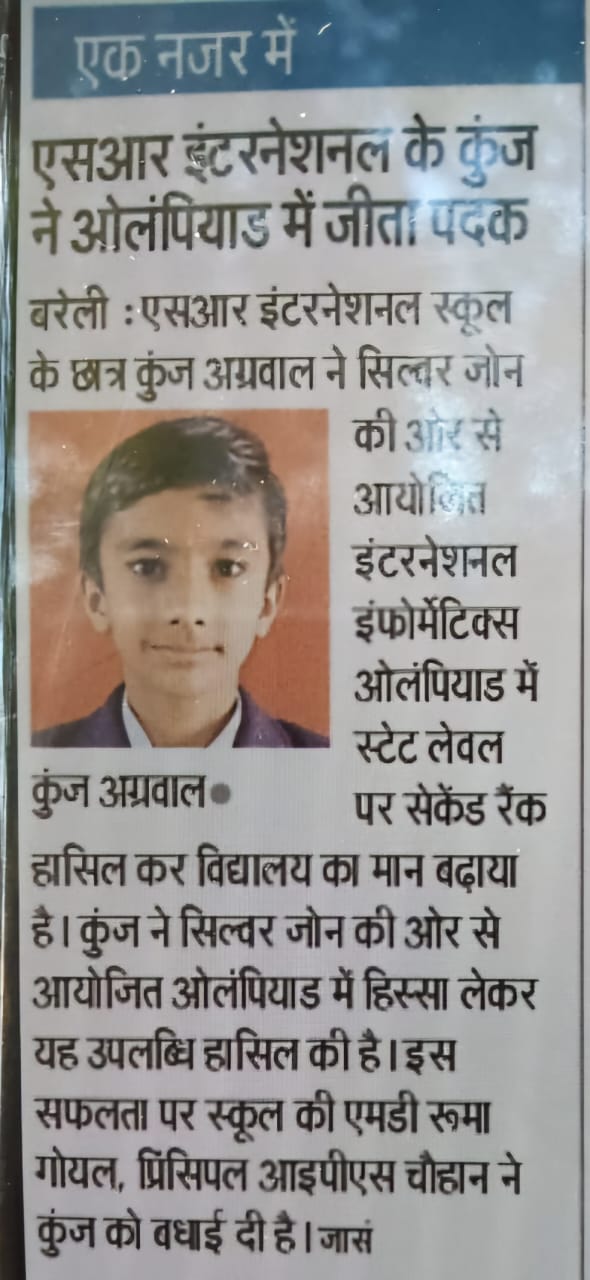 एक नजर में
एसआर इंटरनेशनल के कुंज
ने ओलंपियाड में जीता पदक
बरेली : एसआर इंटरनेशनल स्कूल
के छात्र कुंज अग्रवाल ने सिल्वर जोन
की ओर से
आयोजित
इंटरनेशनल
इंफोर्मेटिक्स
ओलंपियाड में
स्टेट लेवल
पर सेकेंड रैंक
कुंज अग्रवाल●
हासिल कर विद्यालय का मान बढ़ाया
है। कुंज ने सिल्वर जोन की ओर से
आयोजित ओलंपियाड में हिस्सा लेकर
यह उपलब्धि हासिल की है। इस
सफलता पर स्कूल की एमडी रूमा
गोयल, प्रिंसिपल आइपीएस चौहान ने
कुंज को बधाई दी है। जासं